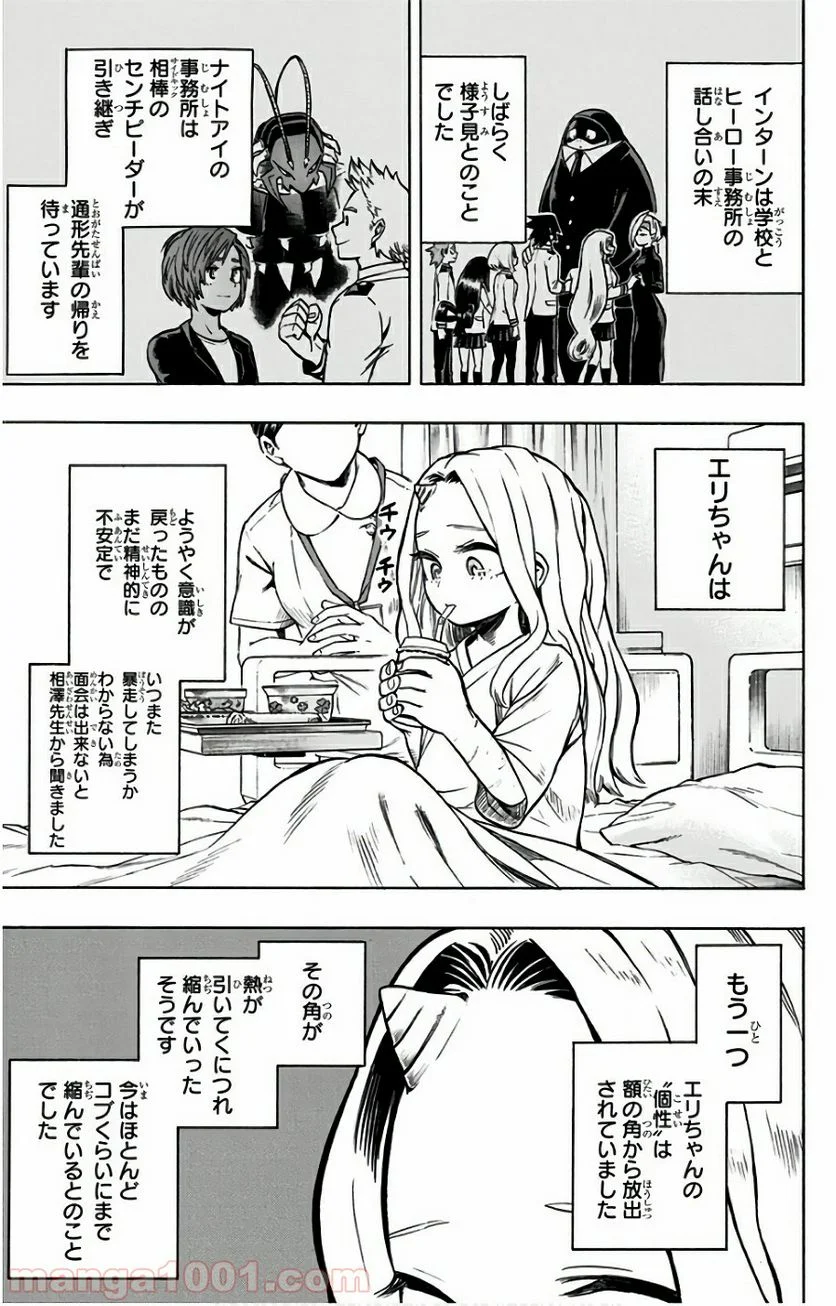 インターンは学校と
ヒーロー事務所の
話し合いの末
しばらく
様子見とのこと
でした
ナイトアイの
事務所は
相棒の
センチピーダーが
引き継ぎ
通形先輩の帰りを
待っています
エリちゃんは
チゥ
チゥ
ようやく意識が
戻ったものの
まだ精神的に
不安定で
いつまた
暴走してしまうか
わからない為
面会は出来ないと
相澤先生から聞きました
もう一つ
エリちゃんの
〝個性〟は
額の角から放出
されていました
その角が
熱が
引いてくにつれ
縮んでいった
そうです
今はほとんど
コブくらいにまで
縮んでいるとのこと
でした
manga1001.com